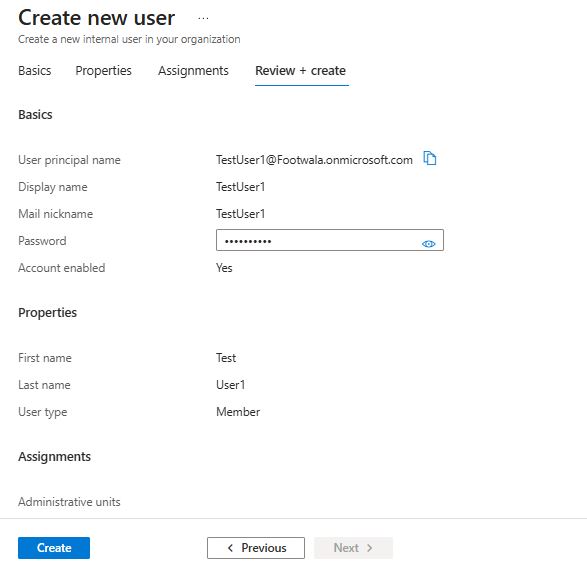 Create new user ...
Create a new internal user in your organization
Basics Properties Assignments Review + create
Basics
User principal name TestUser1@Footwala.onmicrosoft.com
Display name TestUser1
Mail nickname TestUser1
Password ••••••••••
Account enabled Yes
Properties
First name Test
Last name User1
User type Member
Assignments
Administrative units
Create < Previous Next >